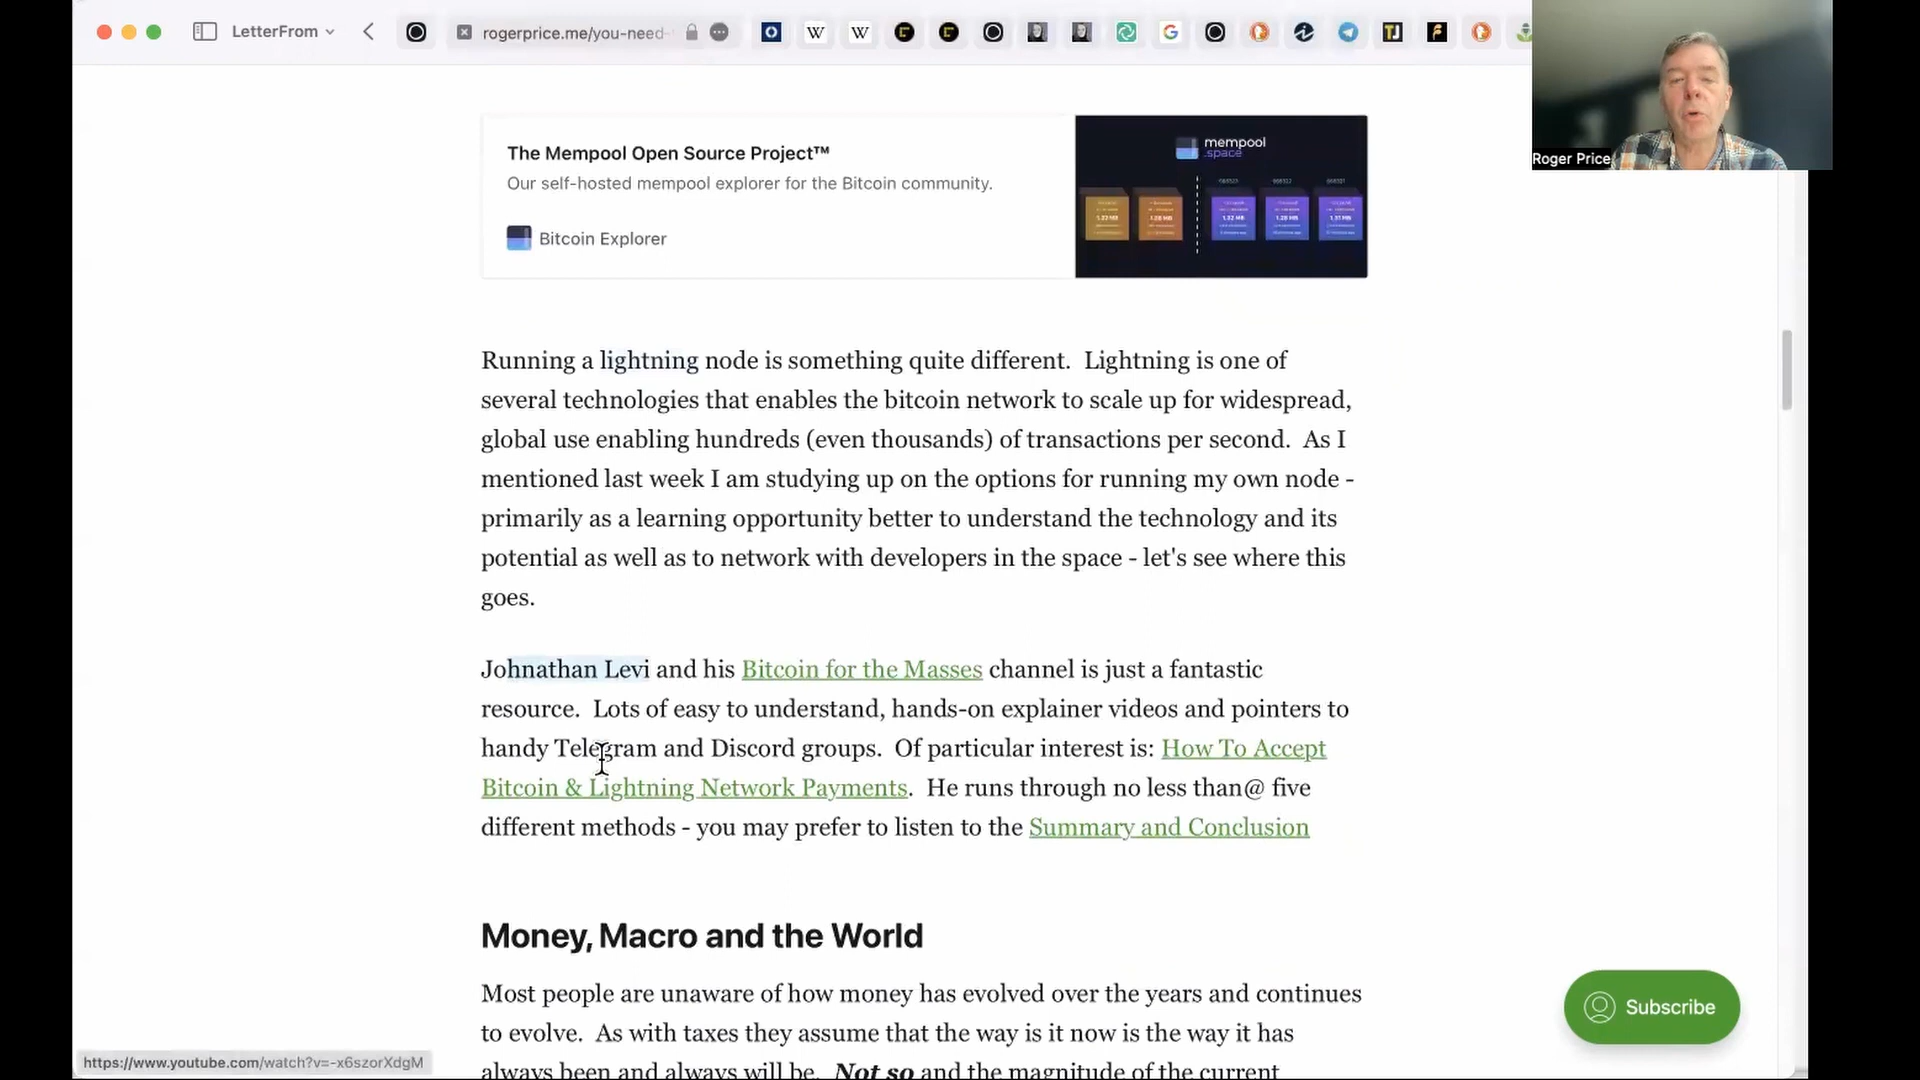 LetterFrom
rogerprice.me/you-need-
Roger Price
The Mempool Open Source Project™
Our self-hosted mempool explorer for the Bitcoin community.
Bitcoin Explorer
mempool
.space
Running a lightning node is something quite different.  Lightning is one of
several technologies that enables the bitcoin network to scale up for widespread,
global use enabling hundreds (even thousands) of transactions per second.  As I
mentioned last week I am studying up on the options for running my own node -
primarily as a learning opportunity better to understand the technology and its
potential as well as to network with developers in the space - let's see where this
goes.
Johnathan Levi and his Bitcoin for the Masses channel is just a fantastic
resource.  Lots of easy to understand, hands-on explainer videos and pointers to
handy Telegram and Discord groups.  Of particular interest is: How To Accept
Bitcoin & Lightning Network Payments.  He runs through no less than@ five
different methods - you may prefer to listen to the Summary and Conclusion
Money, Macro and the World
Most people are unaware of how money has evolved over the years and continues
to evolve.  As with taxes they assume that the way is it now is the way it has
always been and always will be.  Not so and the magnitude of the current
Subscribe
https://www.youtube.com/watch?v=-x6szorXdgM